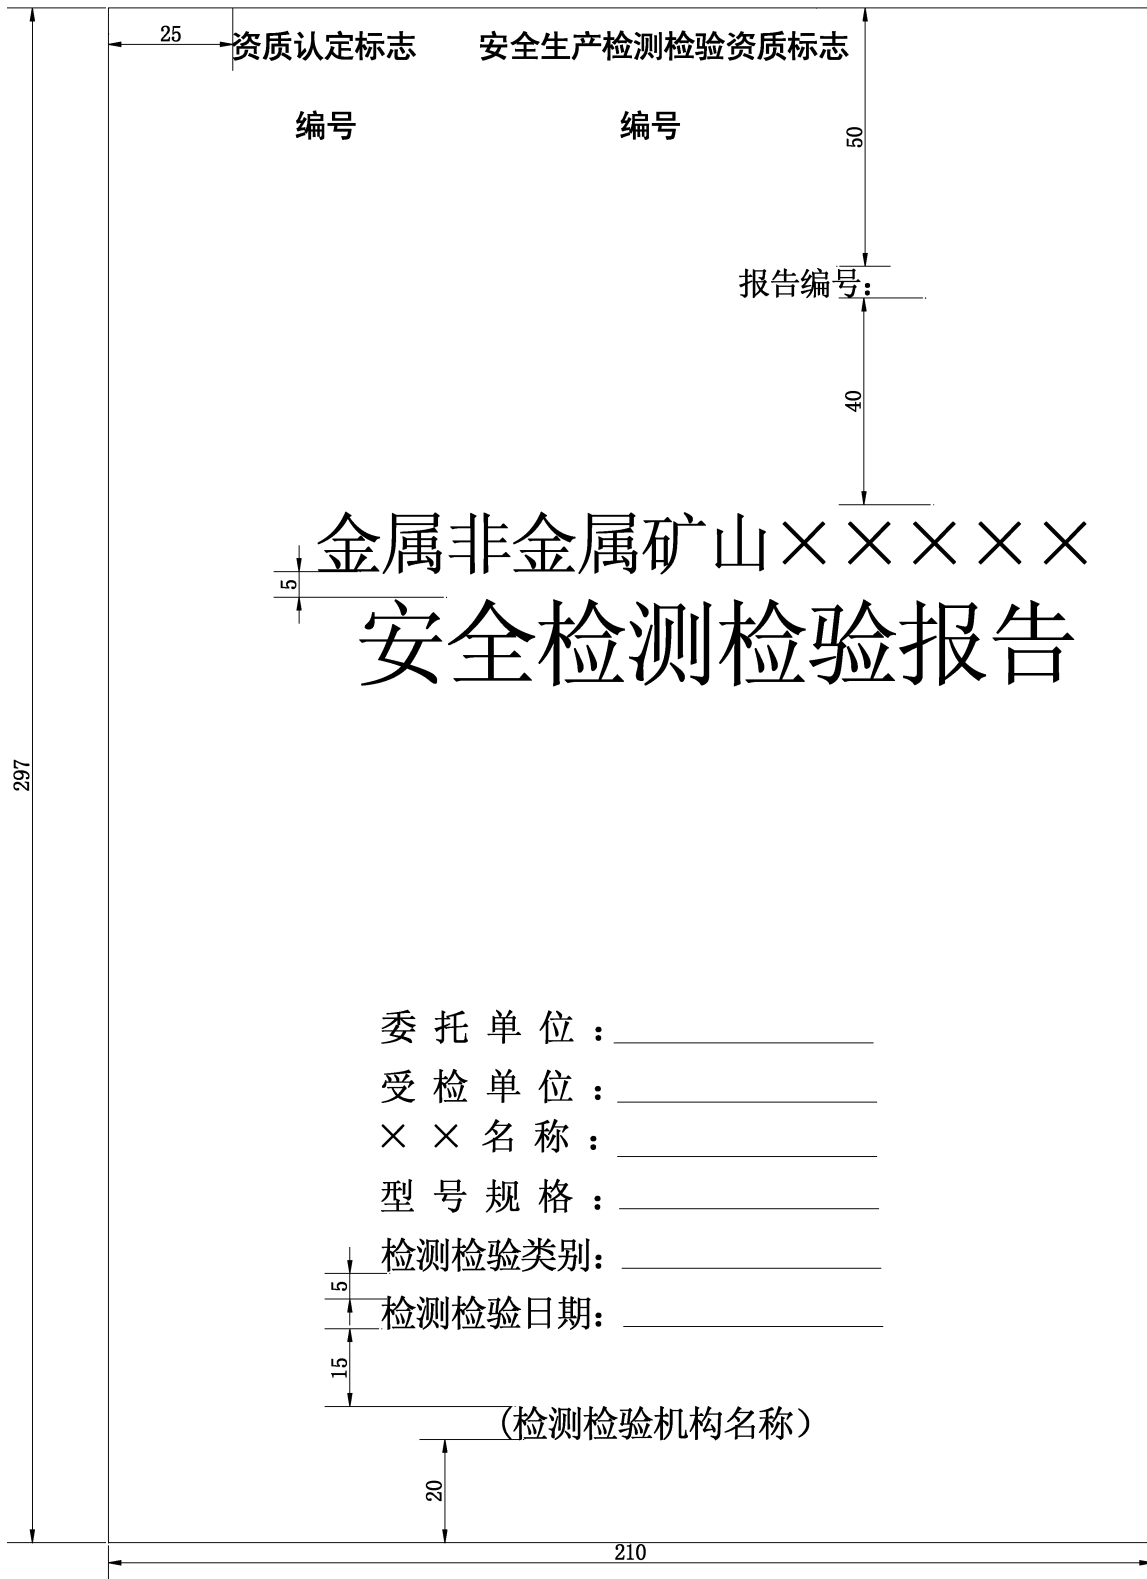 25
资质认定标志 安全生产检测检验资质标志
编号 编号
50
报告编号：
40
金属非金属矿山×××××
5
安全检测检验报告
297
委托单位：
受检单位：
××名称：
型号规格：
检测检验类别：
5
检测检验日期：
15
（检测检验机构名称）
20
210